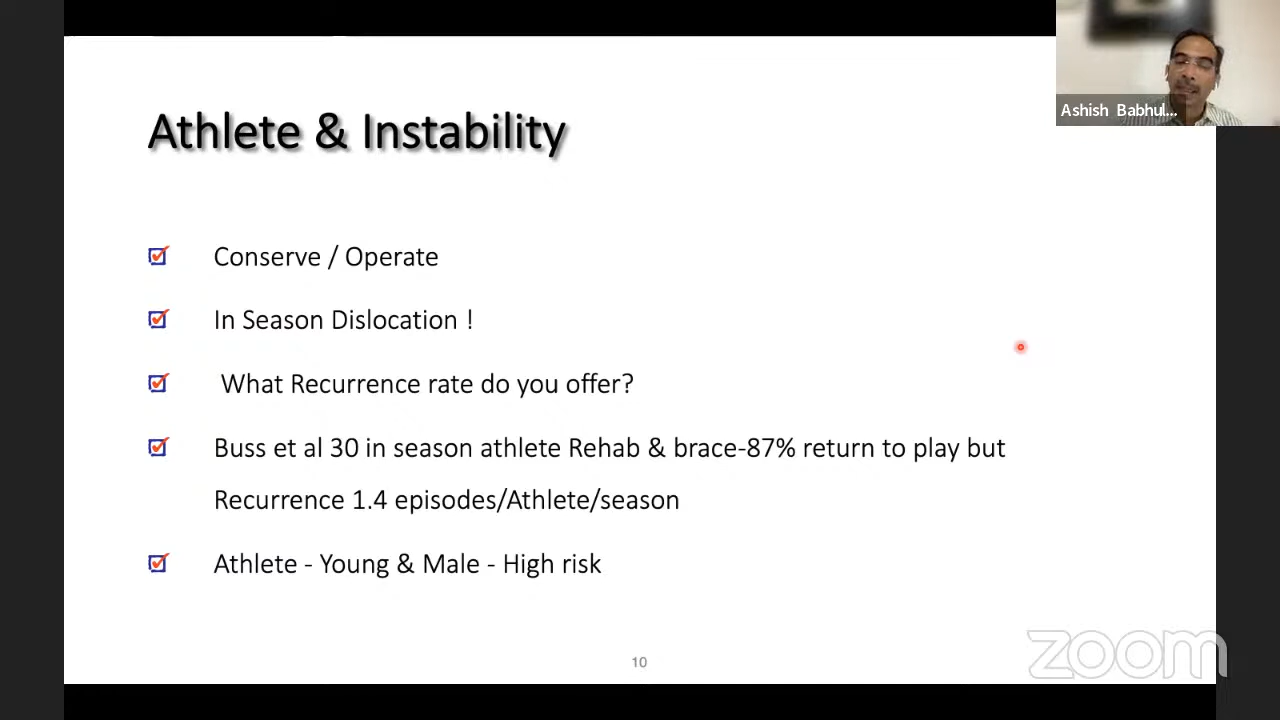 Ashish Babhul...
Athlete & Instability
Conserve / Operate
In Season Dislocation !
What Recurrence rate do you offer?
Buss et al 30 in season athlete Rehab & brace-87% return to play but
Recurrence 1.4 episodes/Athlete/season
Athlete - Young & Male - High risk
10
zoom